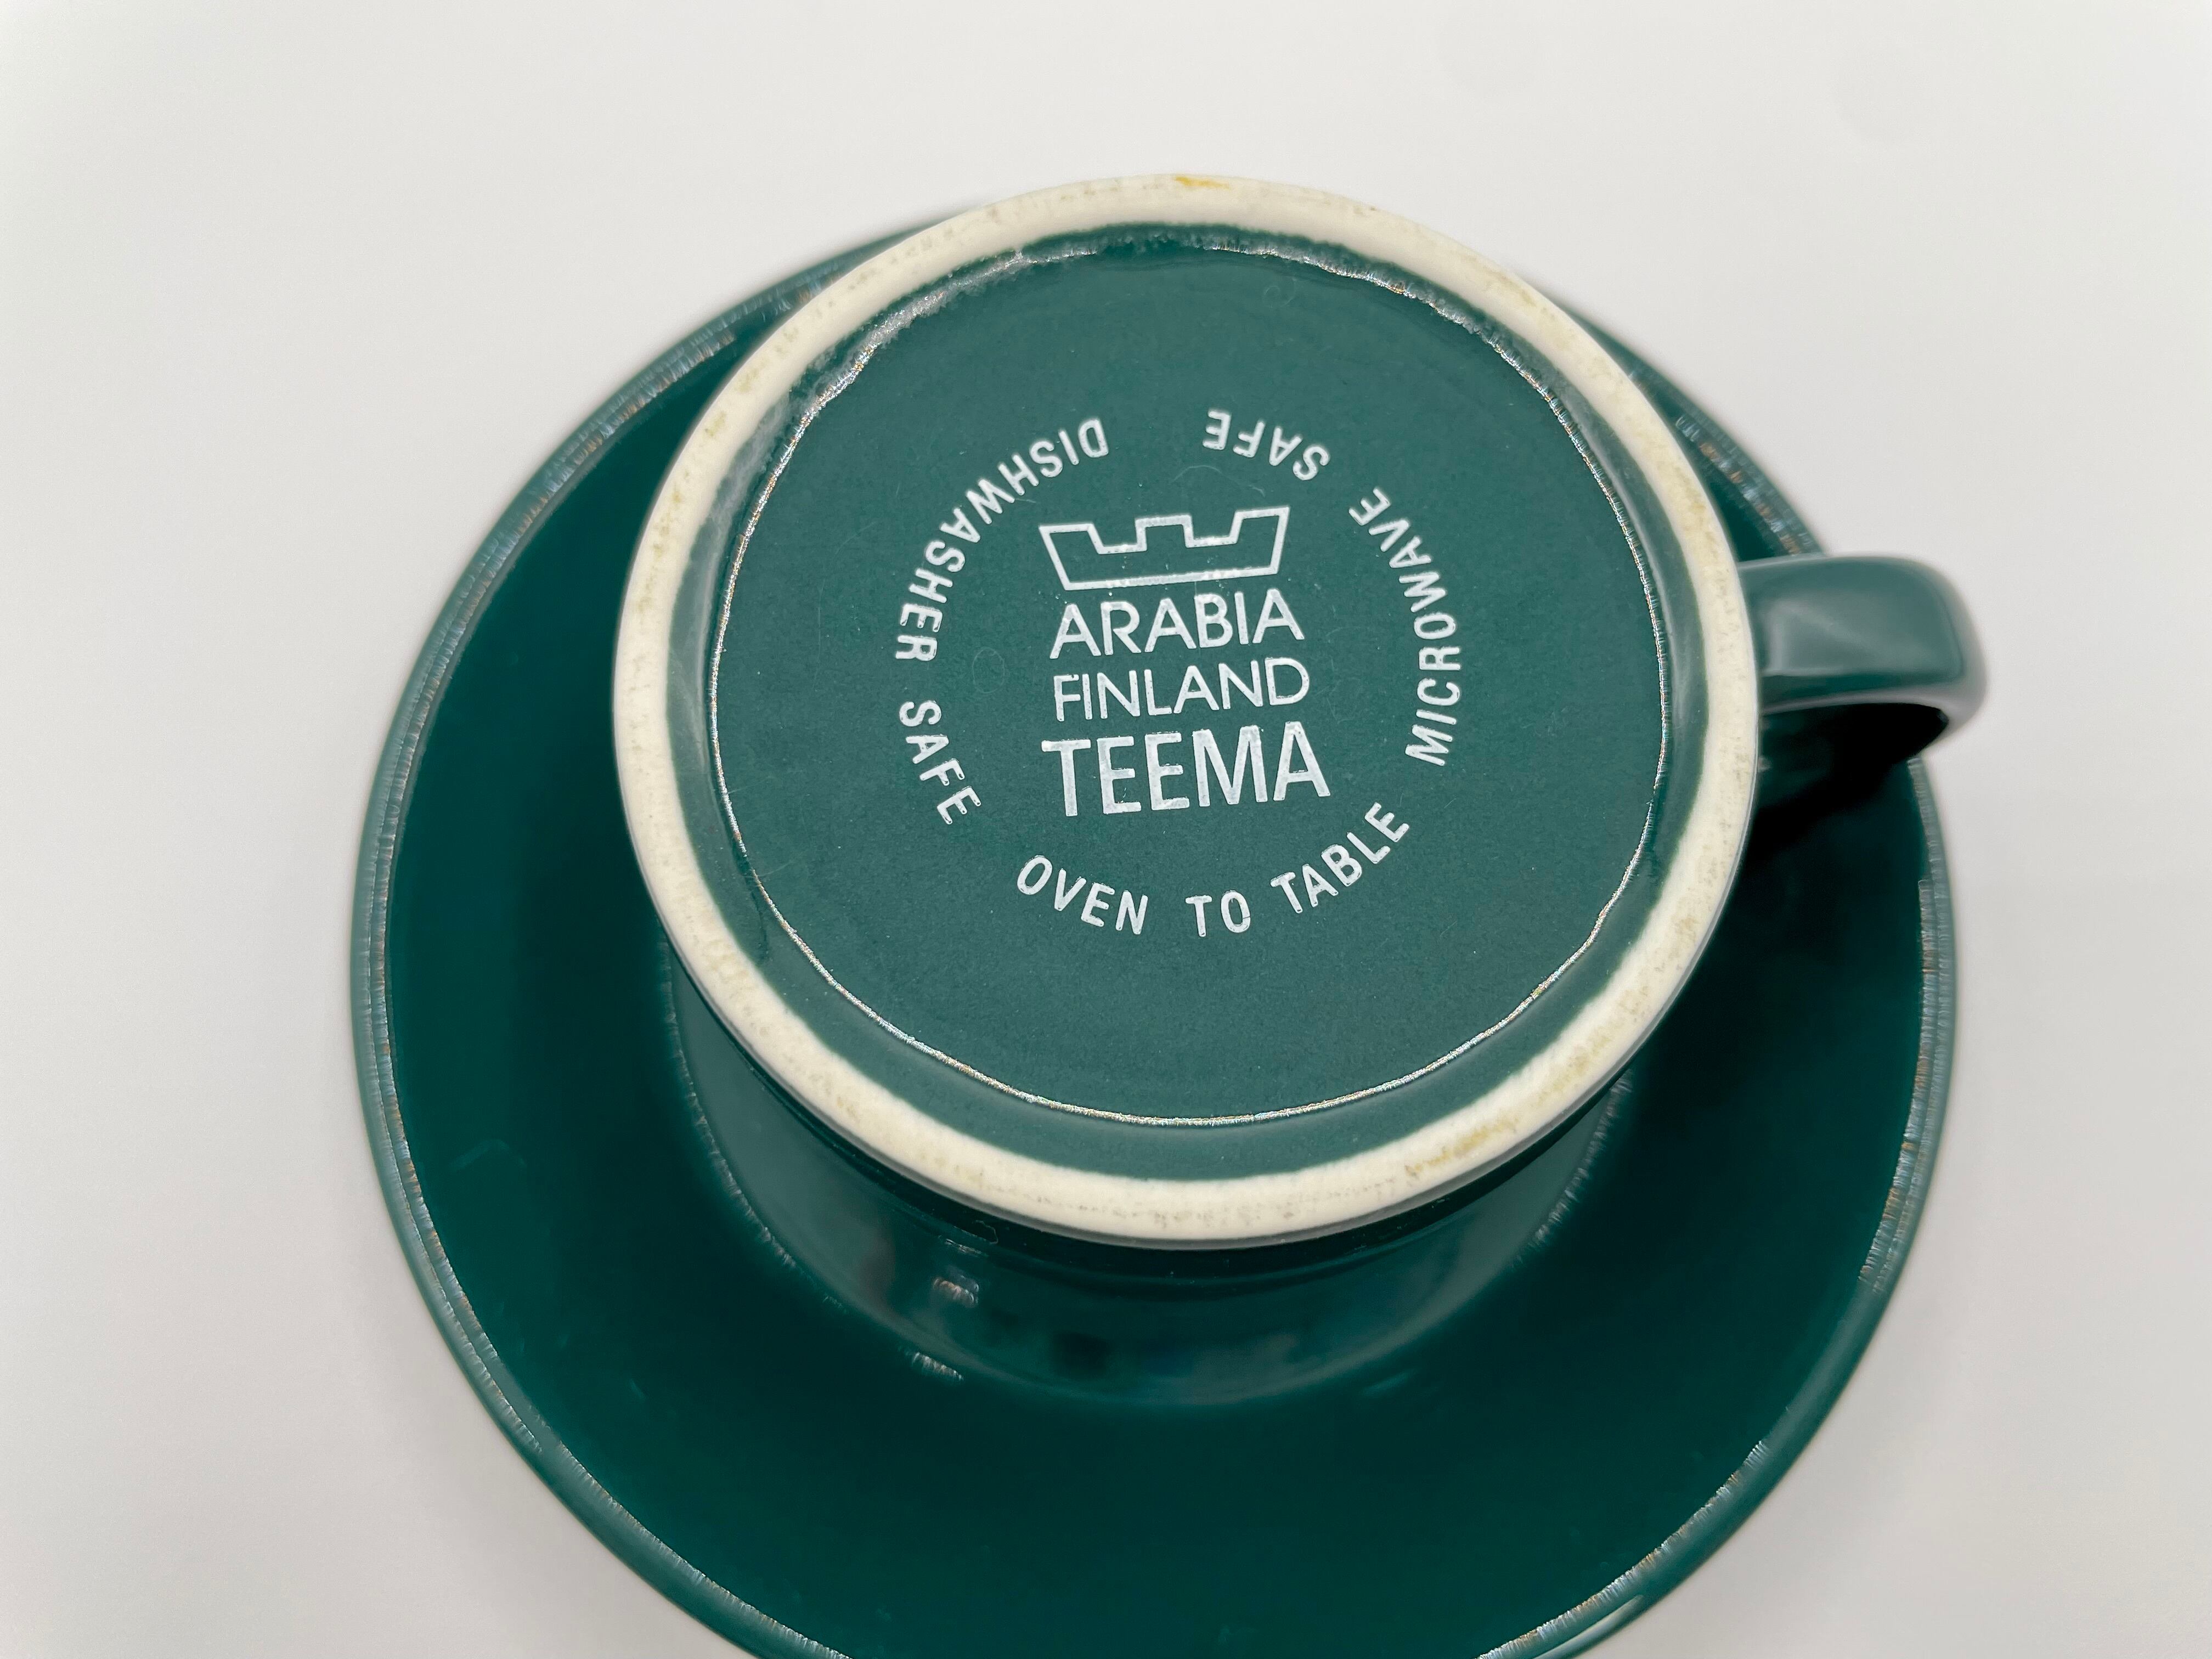 ARABIA
FINLAND
TEEMA
DISHWASHER SAFE
OVEN TO TABLE
MICROWAVE SAFE